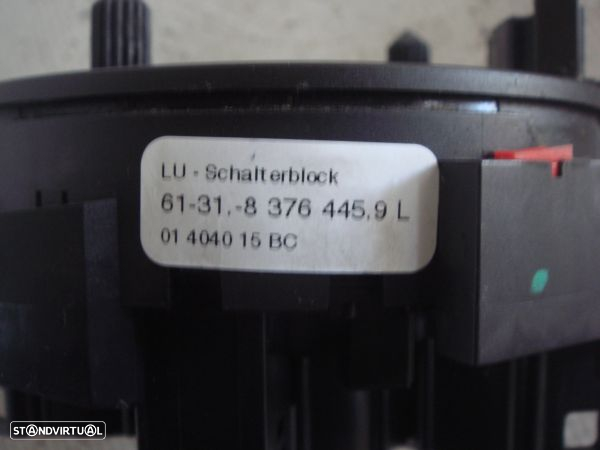 LU - Schalterblock
61-31.-8 376 445.9 L
01 4040 15 BC
STANDVIRTUAL